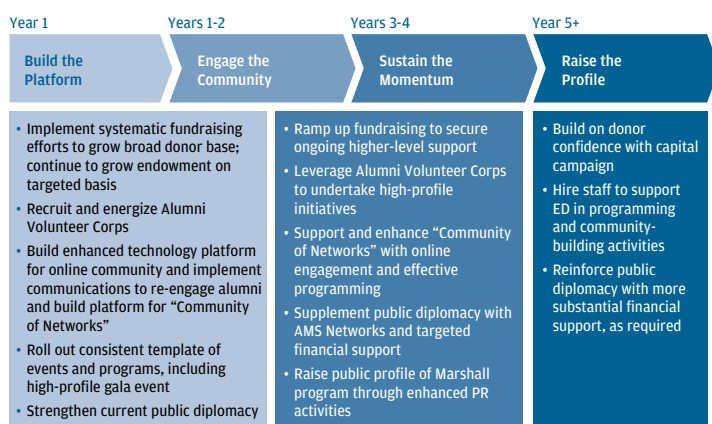 Year 1
Years 1-2
Years 3-4
Year 5+
Build the
Platform
Engage the
Community
Sustain the
Momentum
Raise the
Profile
• Implement systematic fundraising
efforts to grow broad donor base;
continue to grow endowment on
targeted basis
• Recruit and energize Alumni
Volunteer Corps
• Build enhanced technology platform
for online community and implement
communications to re-engage alumni
and build platform for “Community
of Networks”
• Roll out consistent template of
events and programs, including
high-profile gala event
• Strengthen current public diplomacy
• Ramp up fundraising to secure
ongoing higher-level support
• Leverage Alumni Volunteer Corps
to undertake high-profile
initiatives
• Support and enhance “Community
of Networks” with online
engagement and effective
programming
• Supplement public diplomacy with
AMS Networks and targeted
financial support
• Raise public profile of Marshall
program through enhanced PR
activities
• Build on donor
confidence with capital
campaign
• Hire staff to support
ED in programming
and community-
building activities
• Reinforce public
diplomacy with more
substantial financial
support, as required